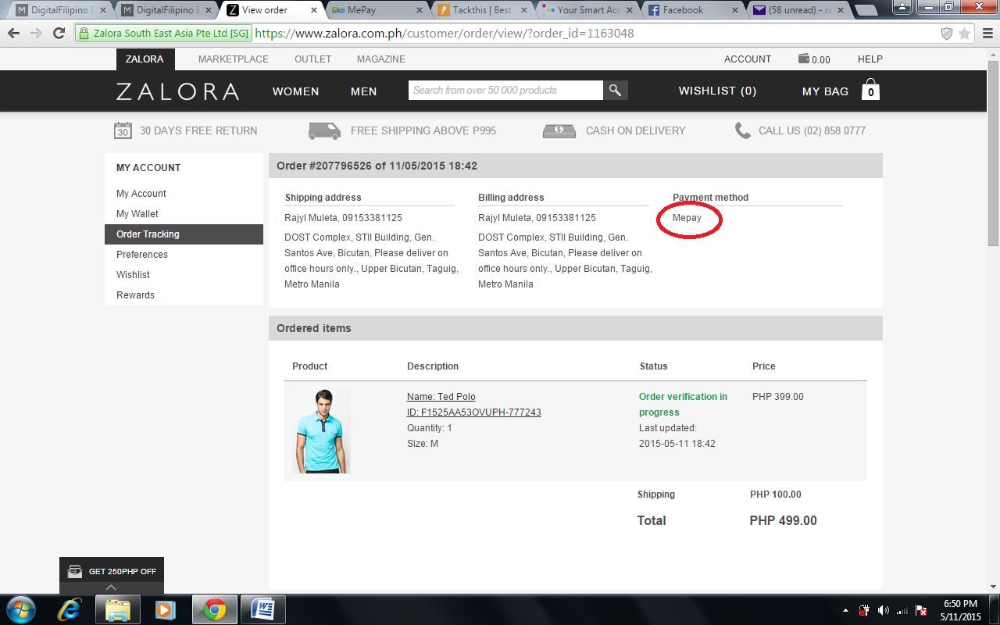 DigitalFilipino E
DigitalFilipino E
View order
MePay
Tackthis | Best
Your Smart Acc
Facebook
(58 unread) - ra
Zalora South East Asia Pte Ltd [SG]
https://www.zalora.com.ph/customer/order/view/?order_id=1163048
ZALORA
MARKETPLACE
OUTLET
MAGAZINE
ACCOUNT
0.00
HELP
ZALORA
WOMEN
MEN
Search from over 50 000 products
WISHLIST (0)
MY BAG
0
30
30 DAYS FREE RETURN
FREE SHIPPING ABOVE P995
$
CASH ON DELIVERY
CALL US (02) 858 0777
MY ACCOUNT
My Account
My Wallet
Order Tracking
Preferences
Wishlist
Rewards
Order #207796526 of 11/05/2015 18:42
Shipping address
Rajyl Muleta, 09153381125
DOST Complex, STII Building, Gen.
Santos Ave, Bicutan, Please deliver on
office hours only., Upper Bicutan, Taguig,
Metro Manila
Billing address
Rajyl Muleta, 09153381125
DOST Complex, STII Building, Gen.
Santos Ave, Bicutan, Please deliver on
office hours only., Upper Bicutan, Taguig,
Metro Manila
Payment method
Mepay
Ordered items
Product
Description
Status
Price
Name: Ted Polo
ID: F1525AA53OVUPH-777243
Quantity: 1
Size: M
Order verification in
progress
Last updated:
2015-05-11 18:42
PHP 399.00
Shipping
PHP 100.00
Total
PHP 499.00
GET 250PHP OFF
6:50 PM
5/11/2015